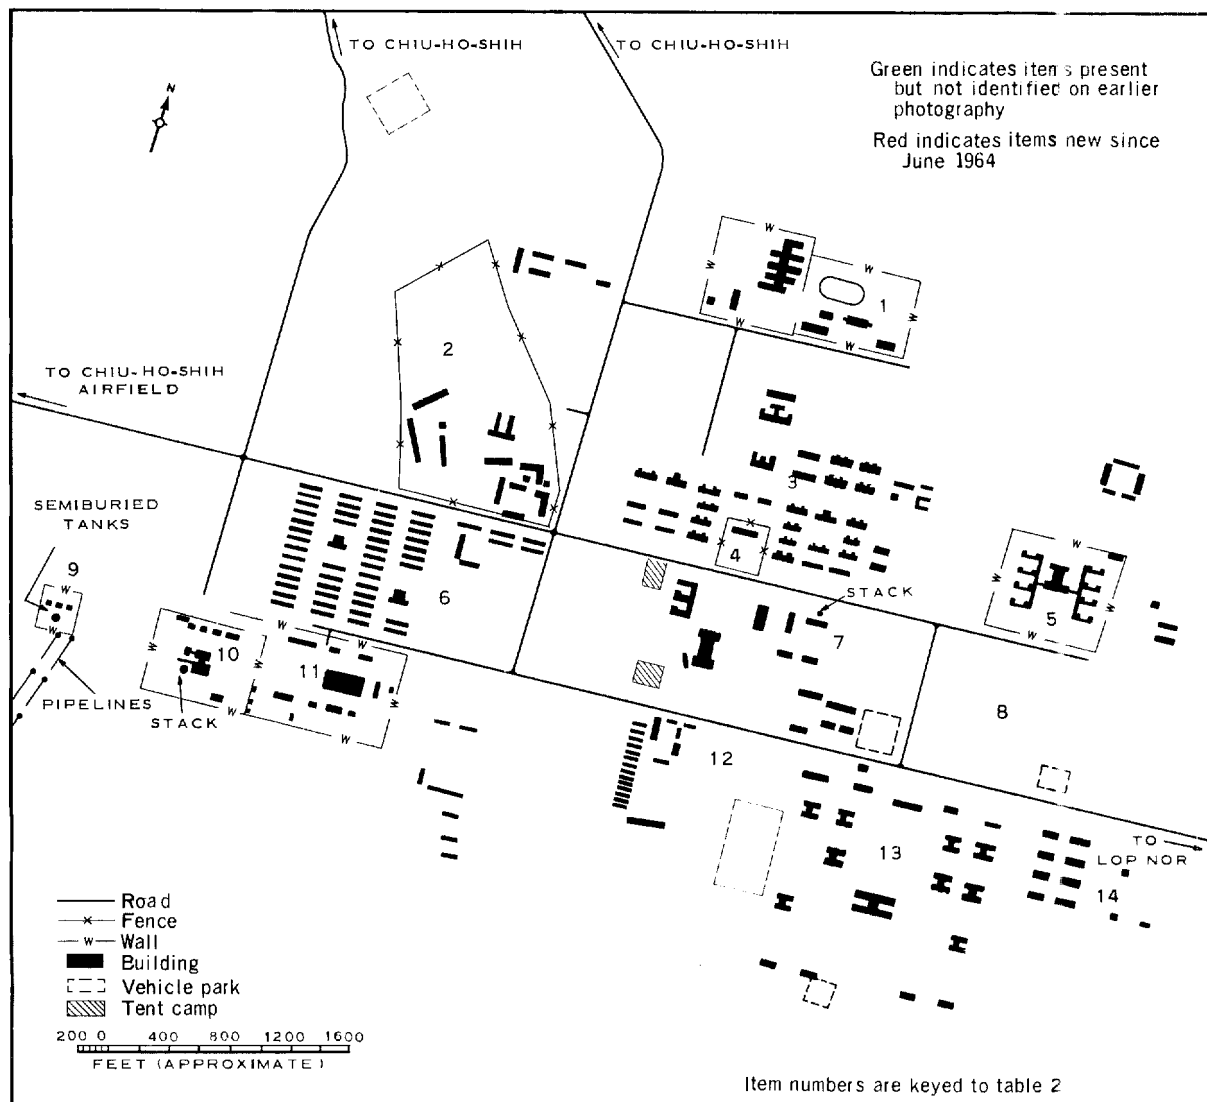 TO CHIU-HO-SHIH
TO CHIU-HO-SHIH
Green indicates items present
but not identified on earlier
photography
Red indicates items new since
June 1964
N
W
W
W
W
1
W
W
W
2
TO CHIU-HO-SHIH
AIRFIELD
3
SEMIBURIED
TANKS
4
STACK
W
W
W
W
5
9
W
W
6
7
W
10
W
W
11
W
W
W
W
PIPELINES
STACK
8
12
TO
LOP NOR
13
14
Road
Fence
W Wall
Building
Vehicle park
Tent camp
200 0 400 800 1200 1600
FEET (APPROXIMATE)
Item numbers are keyed to table 2